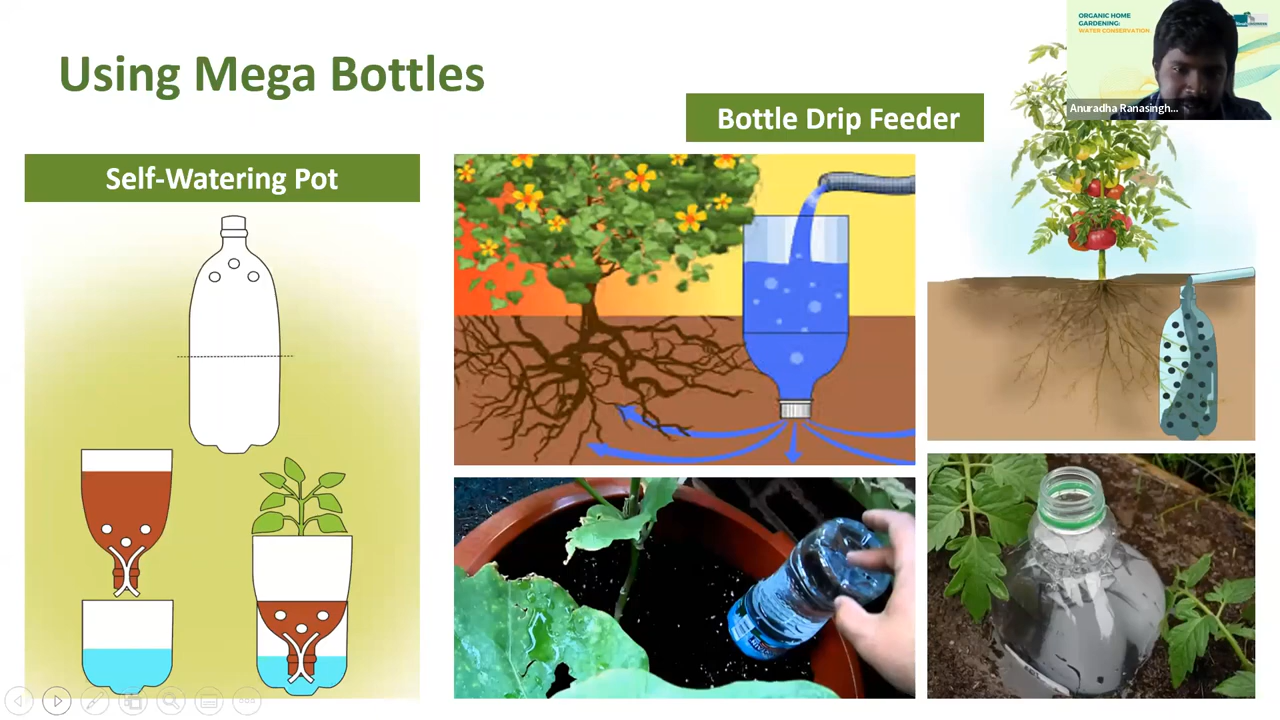 Using Mega Bottles
Self-Watering Pot
Bottle Drip Feeder
ORGANIC HOME
GARDENING:
WATER CONSERVATION
Anuradha Ranasingh...